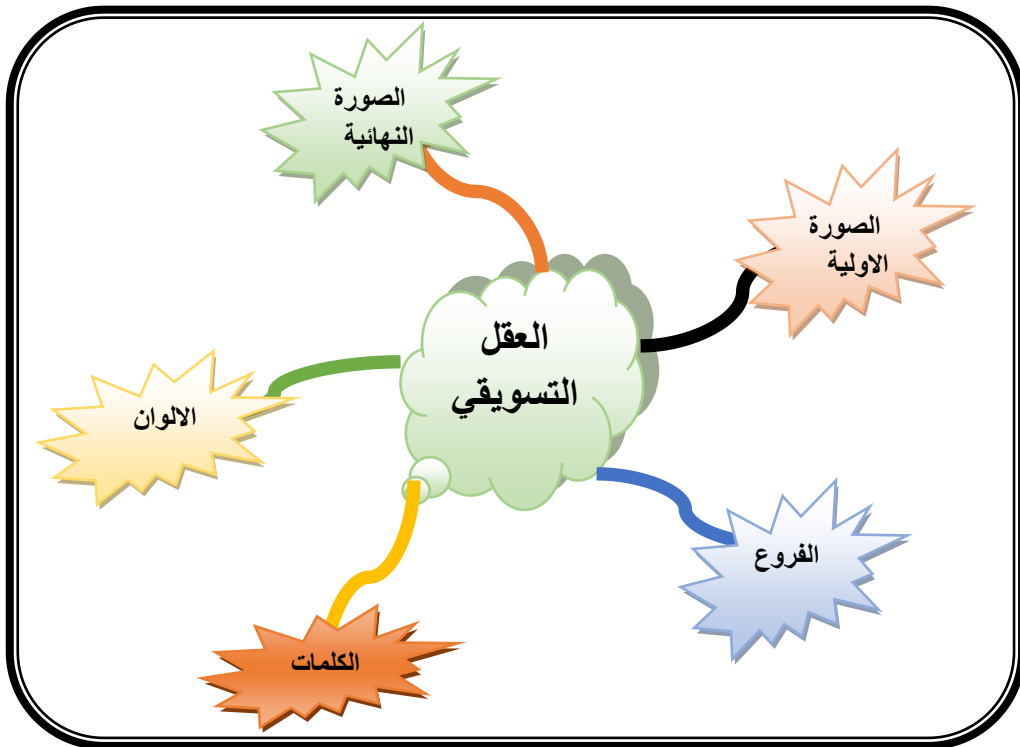 الصورة
النهائية
الصورة
الاولية
العقل
التسويقي
الالوان
الفروع
الكلمات